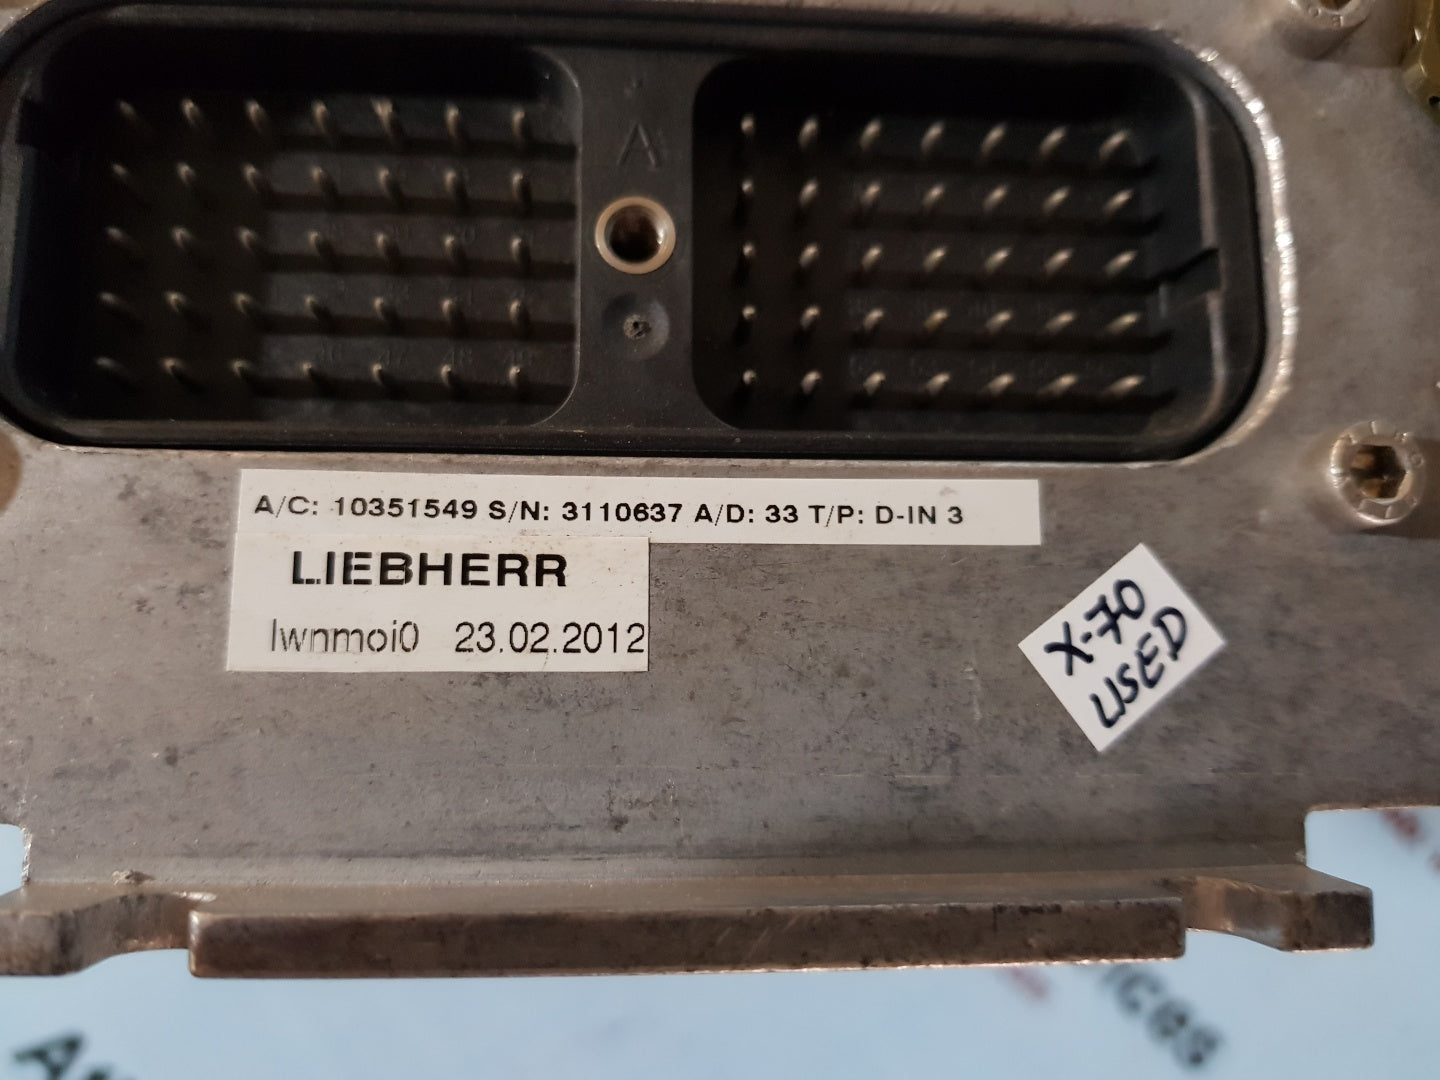 A
A/C: 10351549 S/N: 3110637 A/D: 33 T/P: D-IN 3
LIEBHERR
lwnmoi0 23.02.2012
X-70
USED